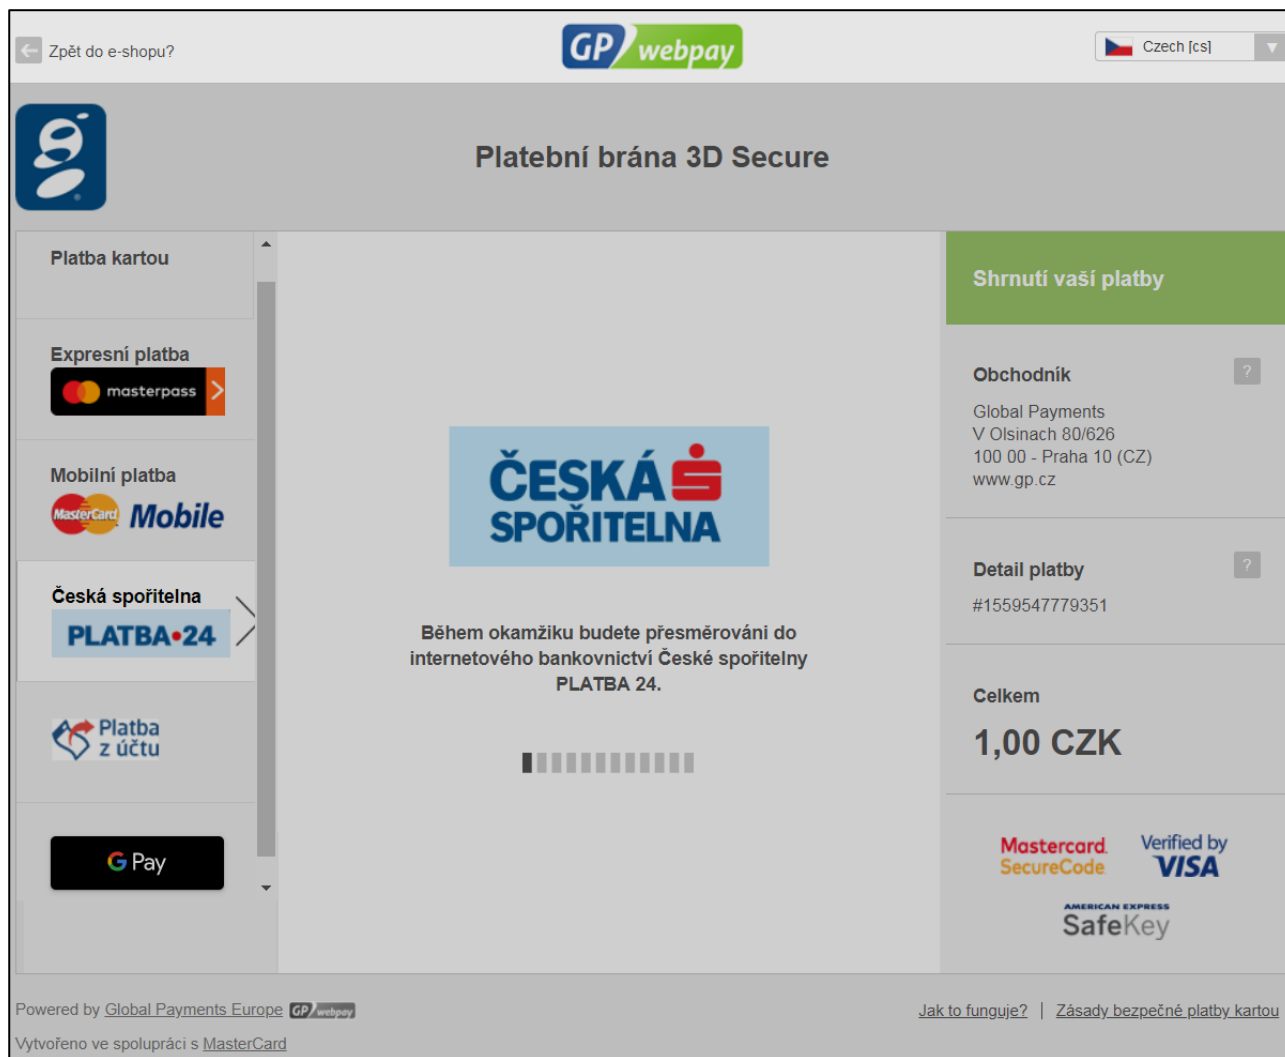 Zpět do e-shopu?
GP webpay
Czech [cs]
Platební brána 3D Secure
Platba kartou
Expresní platba
masterpass
Mobilní platba
MasterCard Mobile
Česká spořitelna
PLATBA•24
Platba
z účtu
G Pay
ČESKÁ
SPOŘITELNA
Během okamžiku budete přesměrováni do
internetového bankovnictví České spořitelny
PLATBA 24.
Shrnutí vaší platby
Obchodník
?
Global Payments
V Olsinach 80/626
100 00 - Praha 10 (CZ)
www.gp.cz
Detail platby
?
#1559547779351
Celkem
1,00 CZK
Mastercard.
SecureCode
Verified by
VISA
AMERICAN EXPRESS
SafeKey
Powered by Global Payments Europe GP webpay
Jak to funguje? | Zásady bezpečné platby kartou
Vytvořeno ve spolupráci s MasterCard